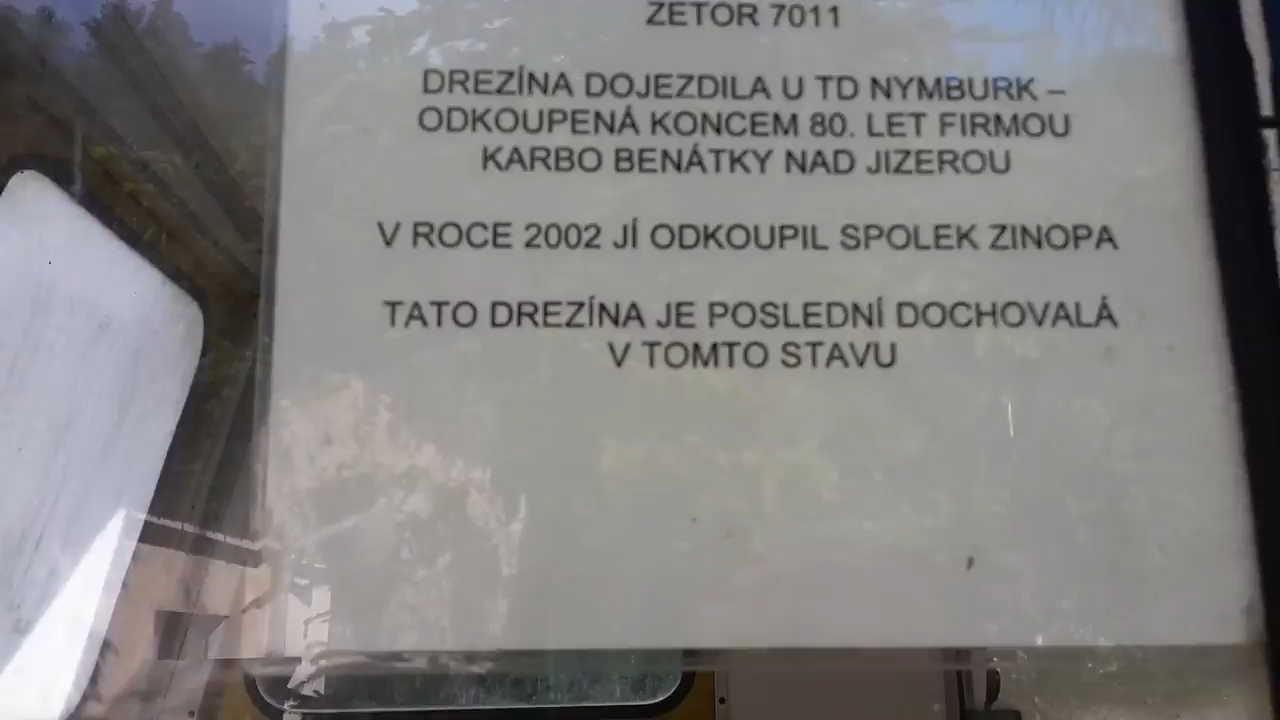 ZETOR 7011
DREZÍNA DOJEZDILA U TD NYMBURK –
ODKOUPENÁ KONCEM 80. LET FIRMOU
KARBO BENÁTKY NAD JIZEROU
V ROCE 2002 JÍ ODKOUPIL SPOLEK ZINOPA
TATO DREZÍNA JE POSLEDNÍ DOCHOVALÁ
V TOMTO STAVU